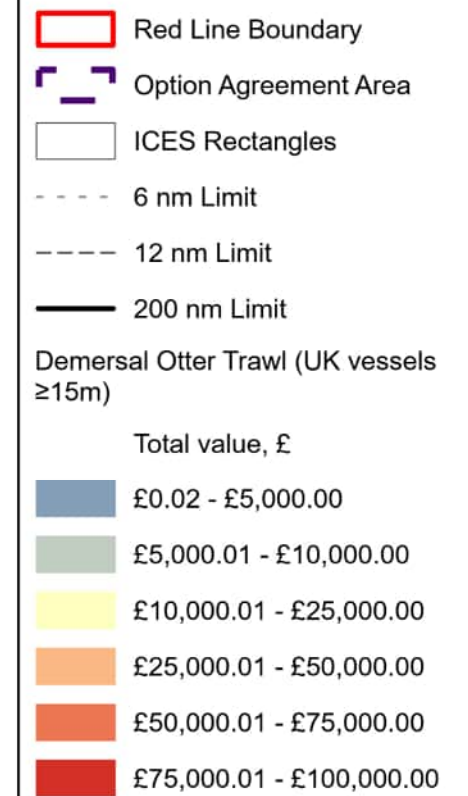 Red Line Boundary
Option Agreement Area
ICES Rectangles
6 nm Limit
12 nm Limit
200 nm Limit
Demersal Otter Trawl (UK vessels
≥15m)
Total value, £
£0.02 - £5,000.00
£5,000.01 - £10,000.00
£10,000.01 - £25,000.00
£25,000.01 - £50,000.00
£50,000.01 - £75,000.00
£75,000.01 - £100,000.00